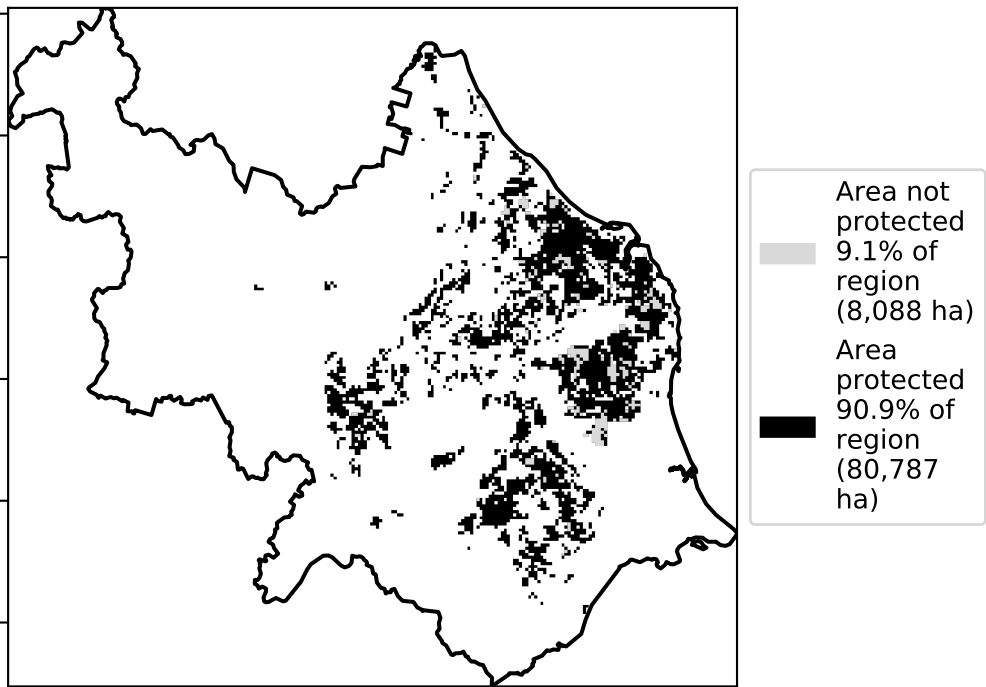 Area not
protected
9.1% of
region
(8,088 ha)
Area
protected
90.9% of
region
(80,787
ha)